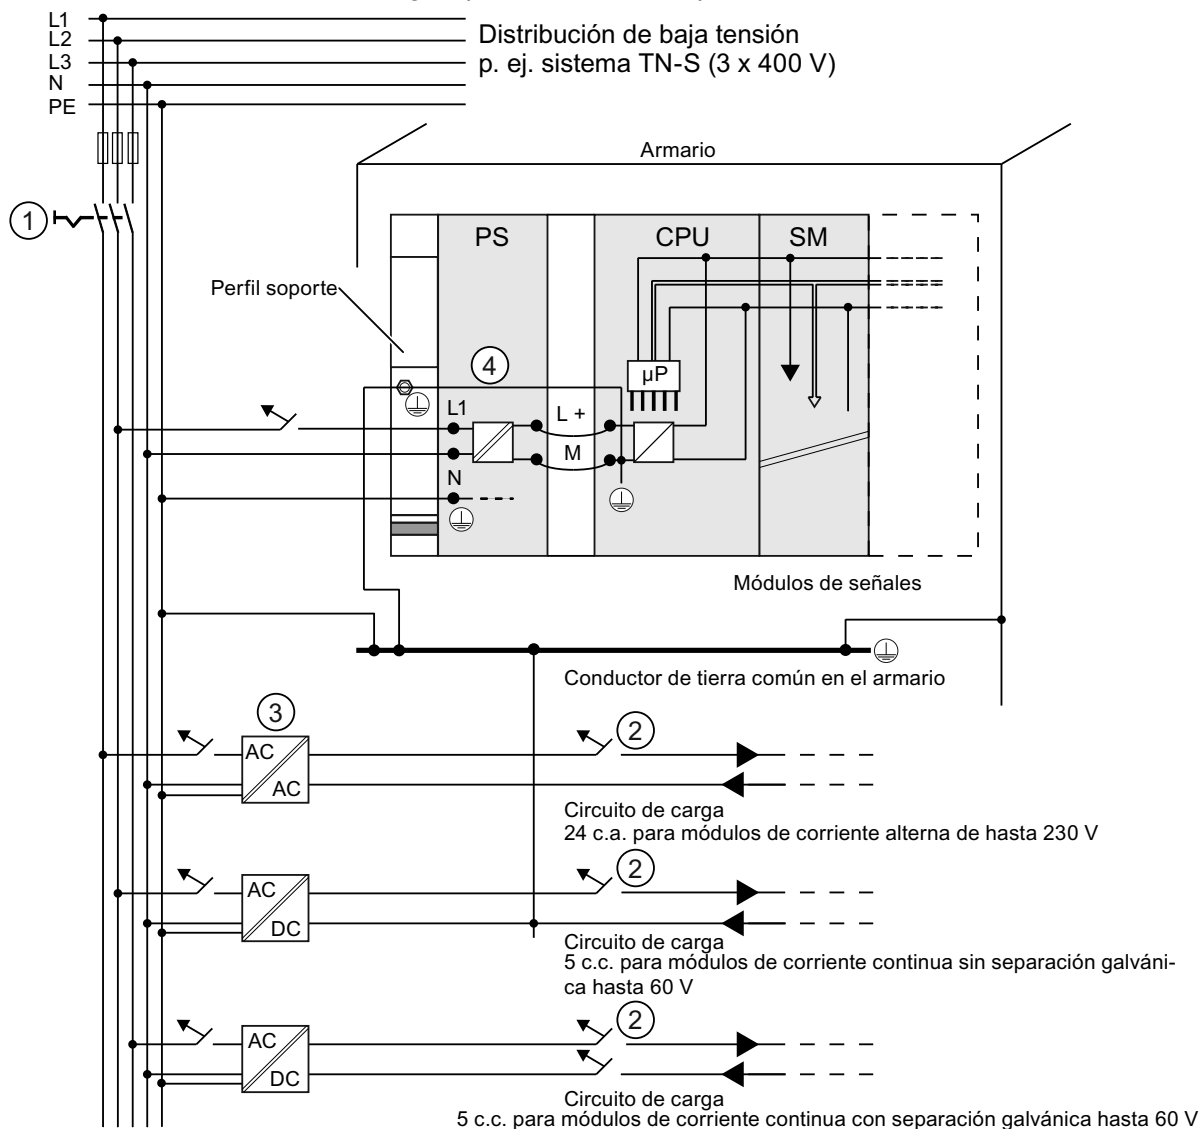 L1
L2
L3
N
PE
Distribución de baja tensión
p. ej. sistema TN-S (3 x 400 V)
Armario
1
PS
CPU
SM
Perfil soporte
4
µP
L1
L +
M
N
Módulos de señales
Conductor de tierra común en el armario
3
2
AC
AC
Circuito de carga
24 c.a. para módulos de corriente alterna de hasta 230 V
2
AC
DC
Circuito de carga
5 c.c. para módulos de corriente continua sin separación galváni-
ca hasta 60 V
2
AC
DC
Circuito de carga
5 c.c. para módulos de corriente continua con separación galvánica hasta 60 V